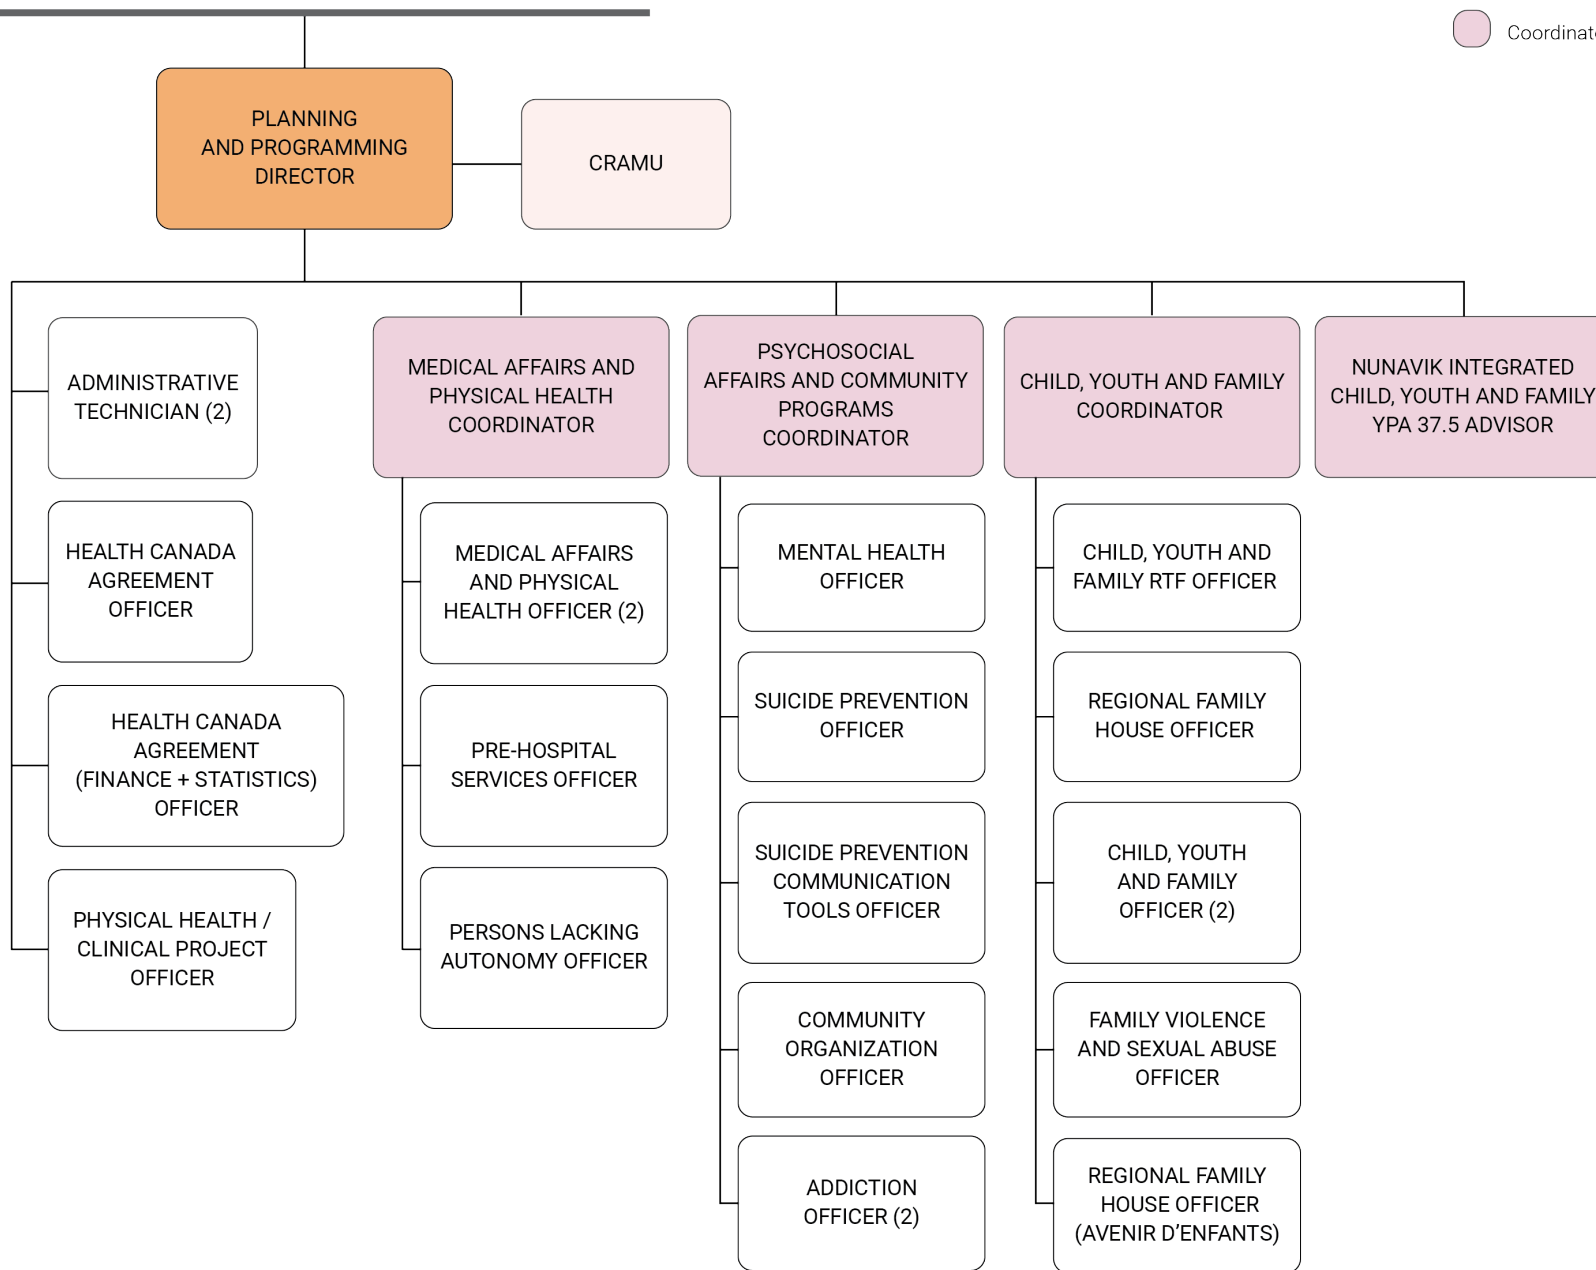 Coordinat
PLANNING
AND PROGRAMMING
DIRECTOR
CRAMU
ADMINISTRATIVE
TECHNICIAN (2)
HEALTH CANADA
AGREEMENT
OFFICER
HEALTH CANADA
AGREEMENT
(FINANCE + STATISTICS)
OFFICER
PHYSICAL HEALTH /
CLINICAL PROJECT
OFFICER
MEDICAL AFFAIRS AND
PHYSICAL HEALTH
COORDINATOR
MEDICAL AFFAIRS
AND PHYSICAL
HEALTH OFFICER (2)
PRE-HOSPITAL
SERVICES OFFICER
PERSONS LACKING
AUTONOMY OFFICER
PSYCHOSOCIAL
AFFAIRS AND COMMUNITY
PROGRAMS
COORDINATOR
MENTAL HEALTH
OFFICER
SUICIDE PREVENTION
OFFICER
SUICIDE PREVENTION
COMMUNICATION
TOOLS OFFICER
COMMUNITY
ORGANIZATION
OFFICER
ADDICTION
OFFICER (2)
CHILD, YOUTH AND FAMILY
COORDINATOR
CHILD, YOUTH AND
FAMILY RTF OFFICER
REGIONAL FAMILY
HOUSE OFFICER
CHILD, YOUTH
AND FAMILY
OFFICER (2)
FAMILY VIOLENCE
AND SEXUAL ABUSE
OFFICER
REGIONAL FAMILY
HOUSE OFFICER
(AVENIR D’ENFANTS)
NUNAVIK INTEGRATED
CHILD, YOUTH AND FAMILY
YPA 37.5 ADVISOR